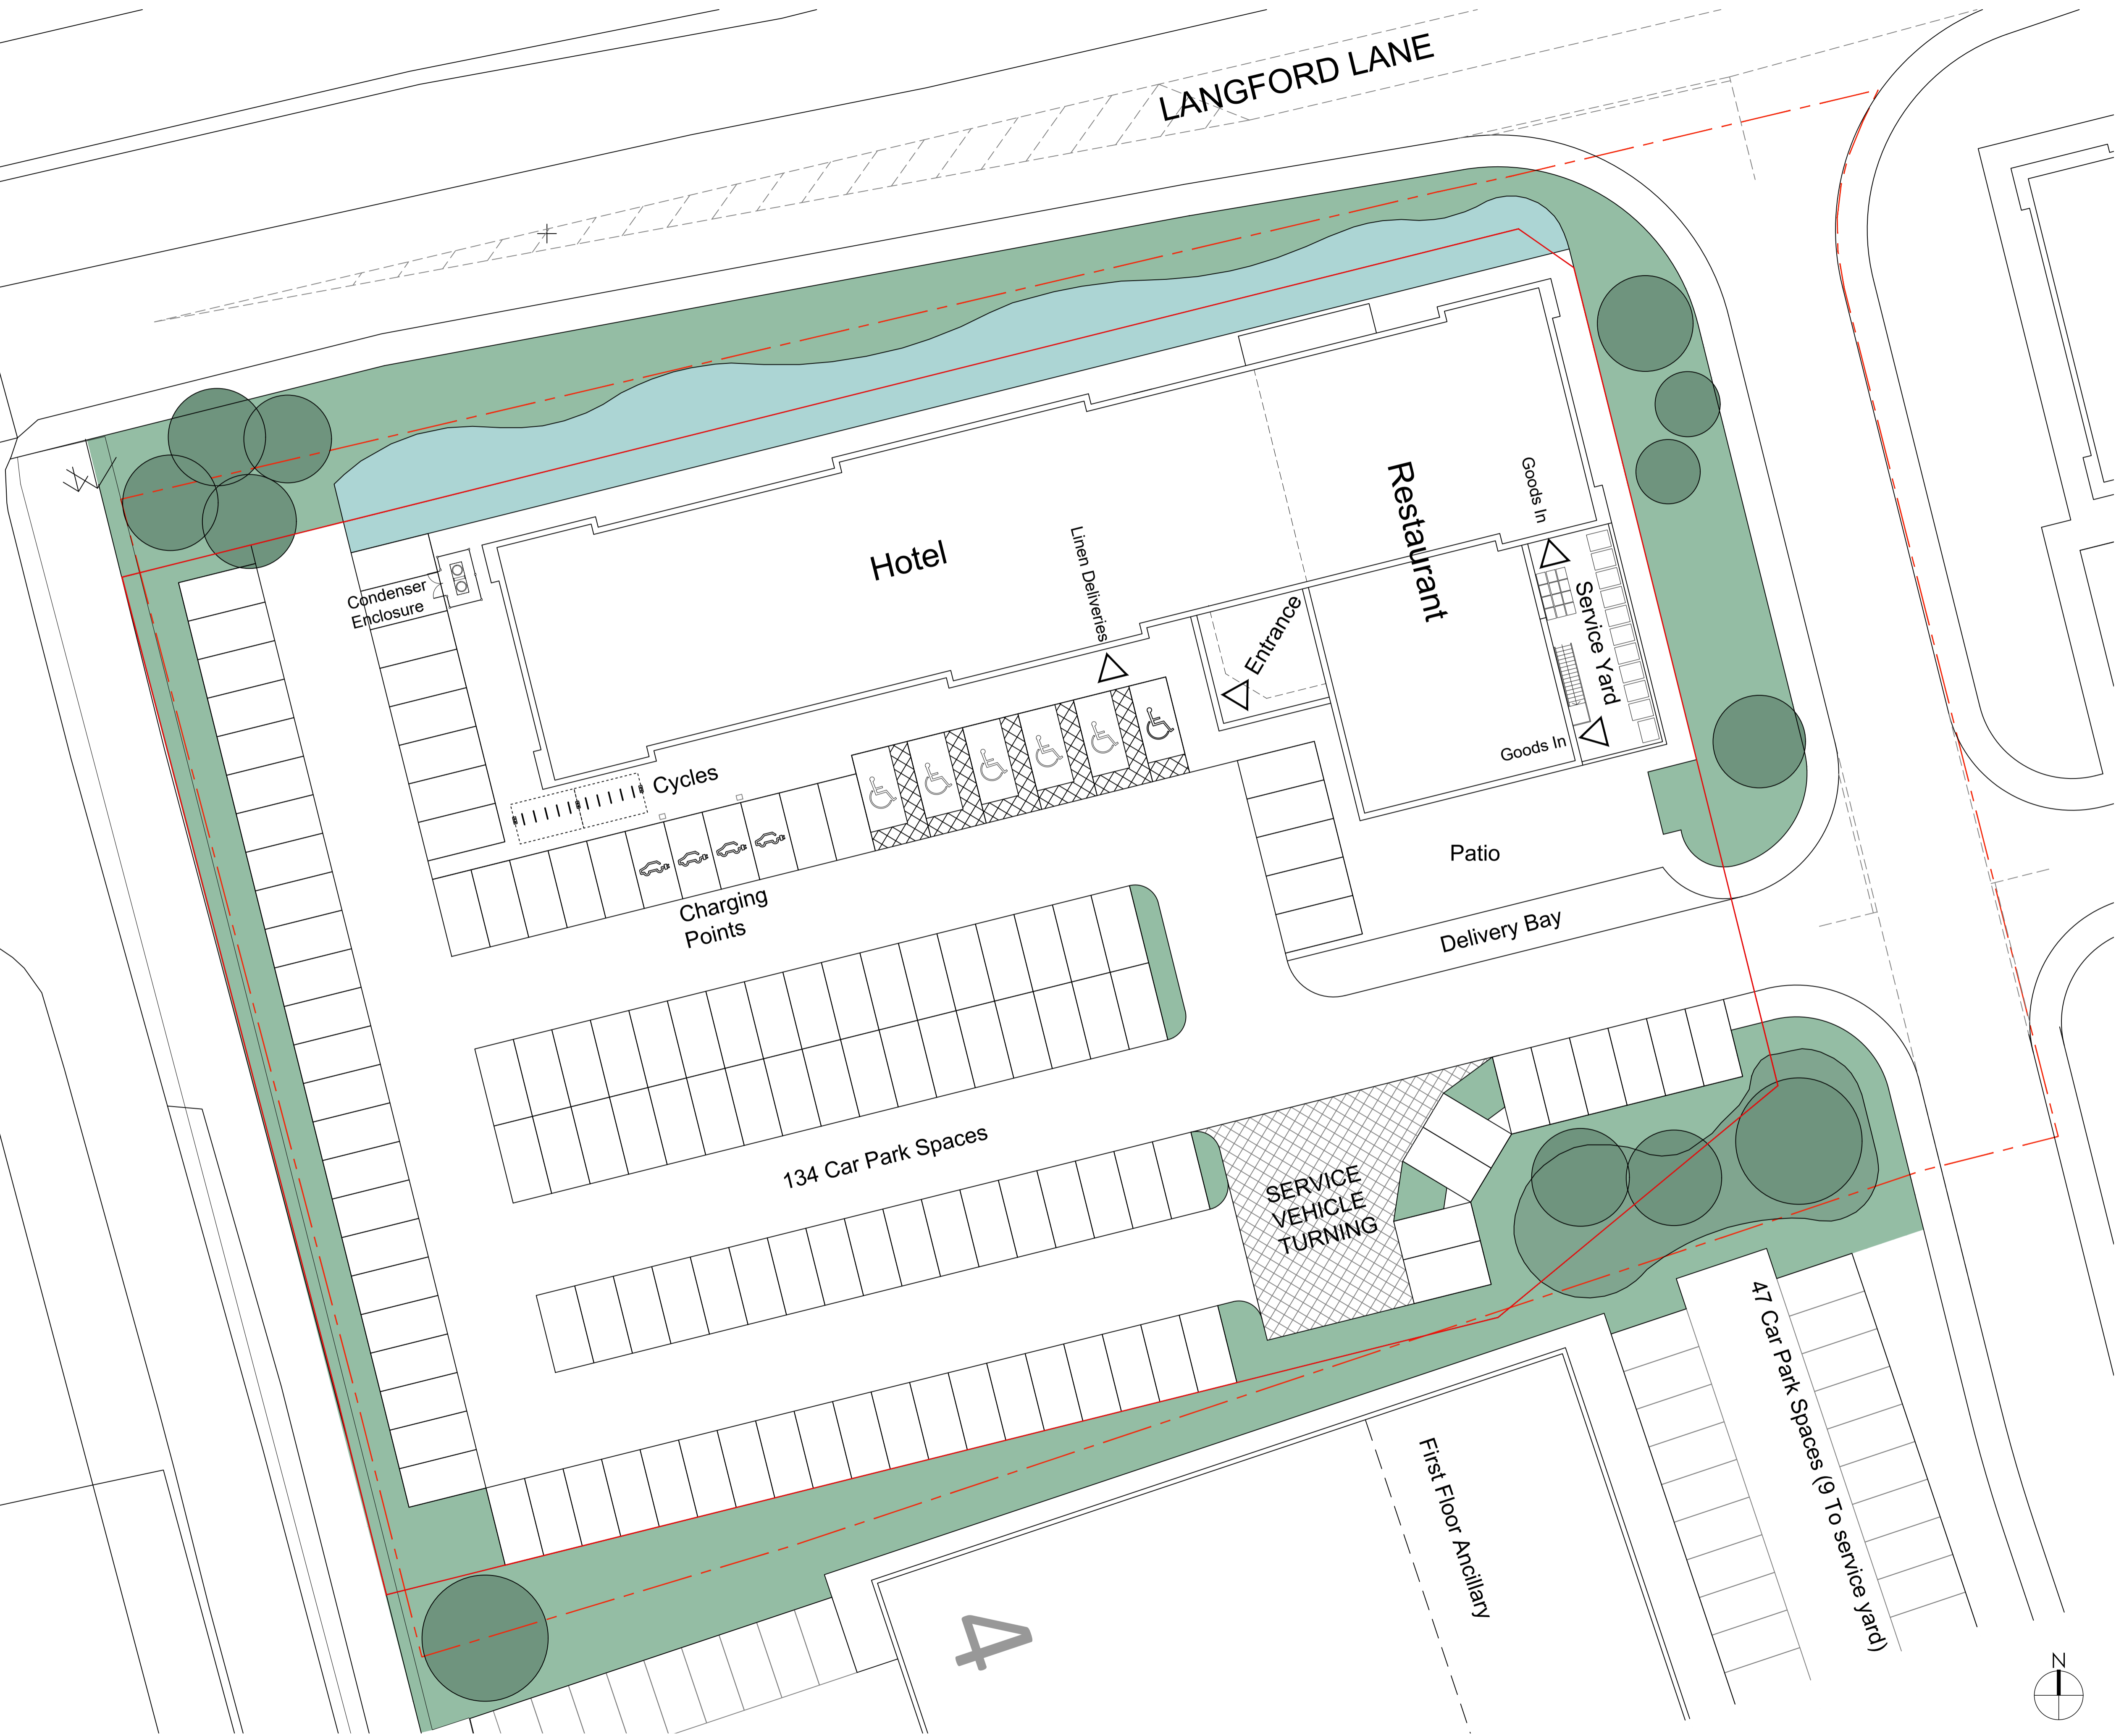 LANGFORD LANE
Hotel
Restaurant
Goods In
Linen Deliveries
Condenser
Enclosure
Entrance
Service Yard
Goods In
Cycles
Charging
Points
Patio
Delivery Bay
134 Car Park Spaces
SERVICE
VEHICLE
TURNING
47 Car Park Spaces (9 To service yard)
First Floor Ancillary
4
N